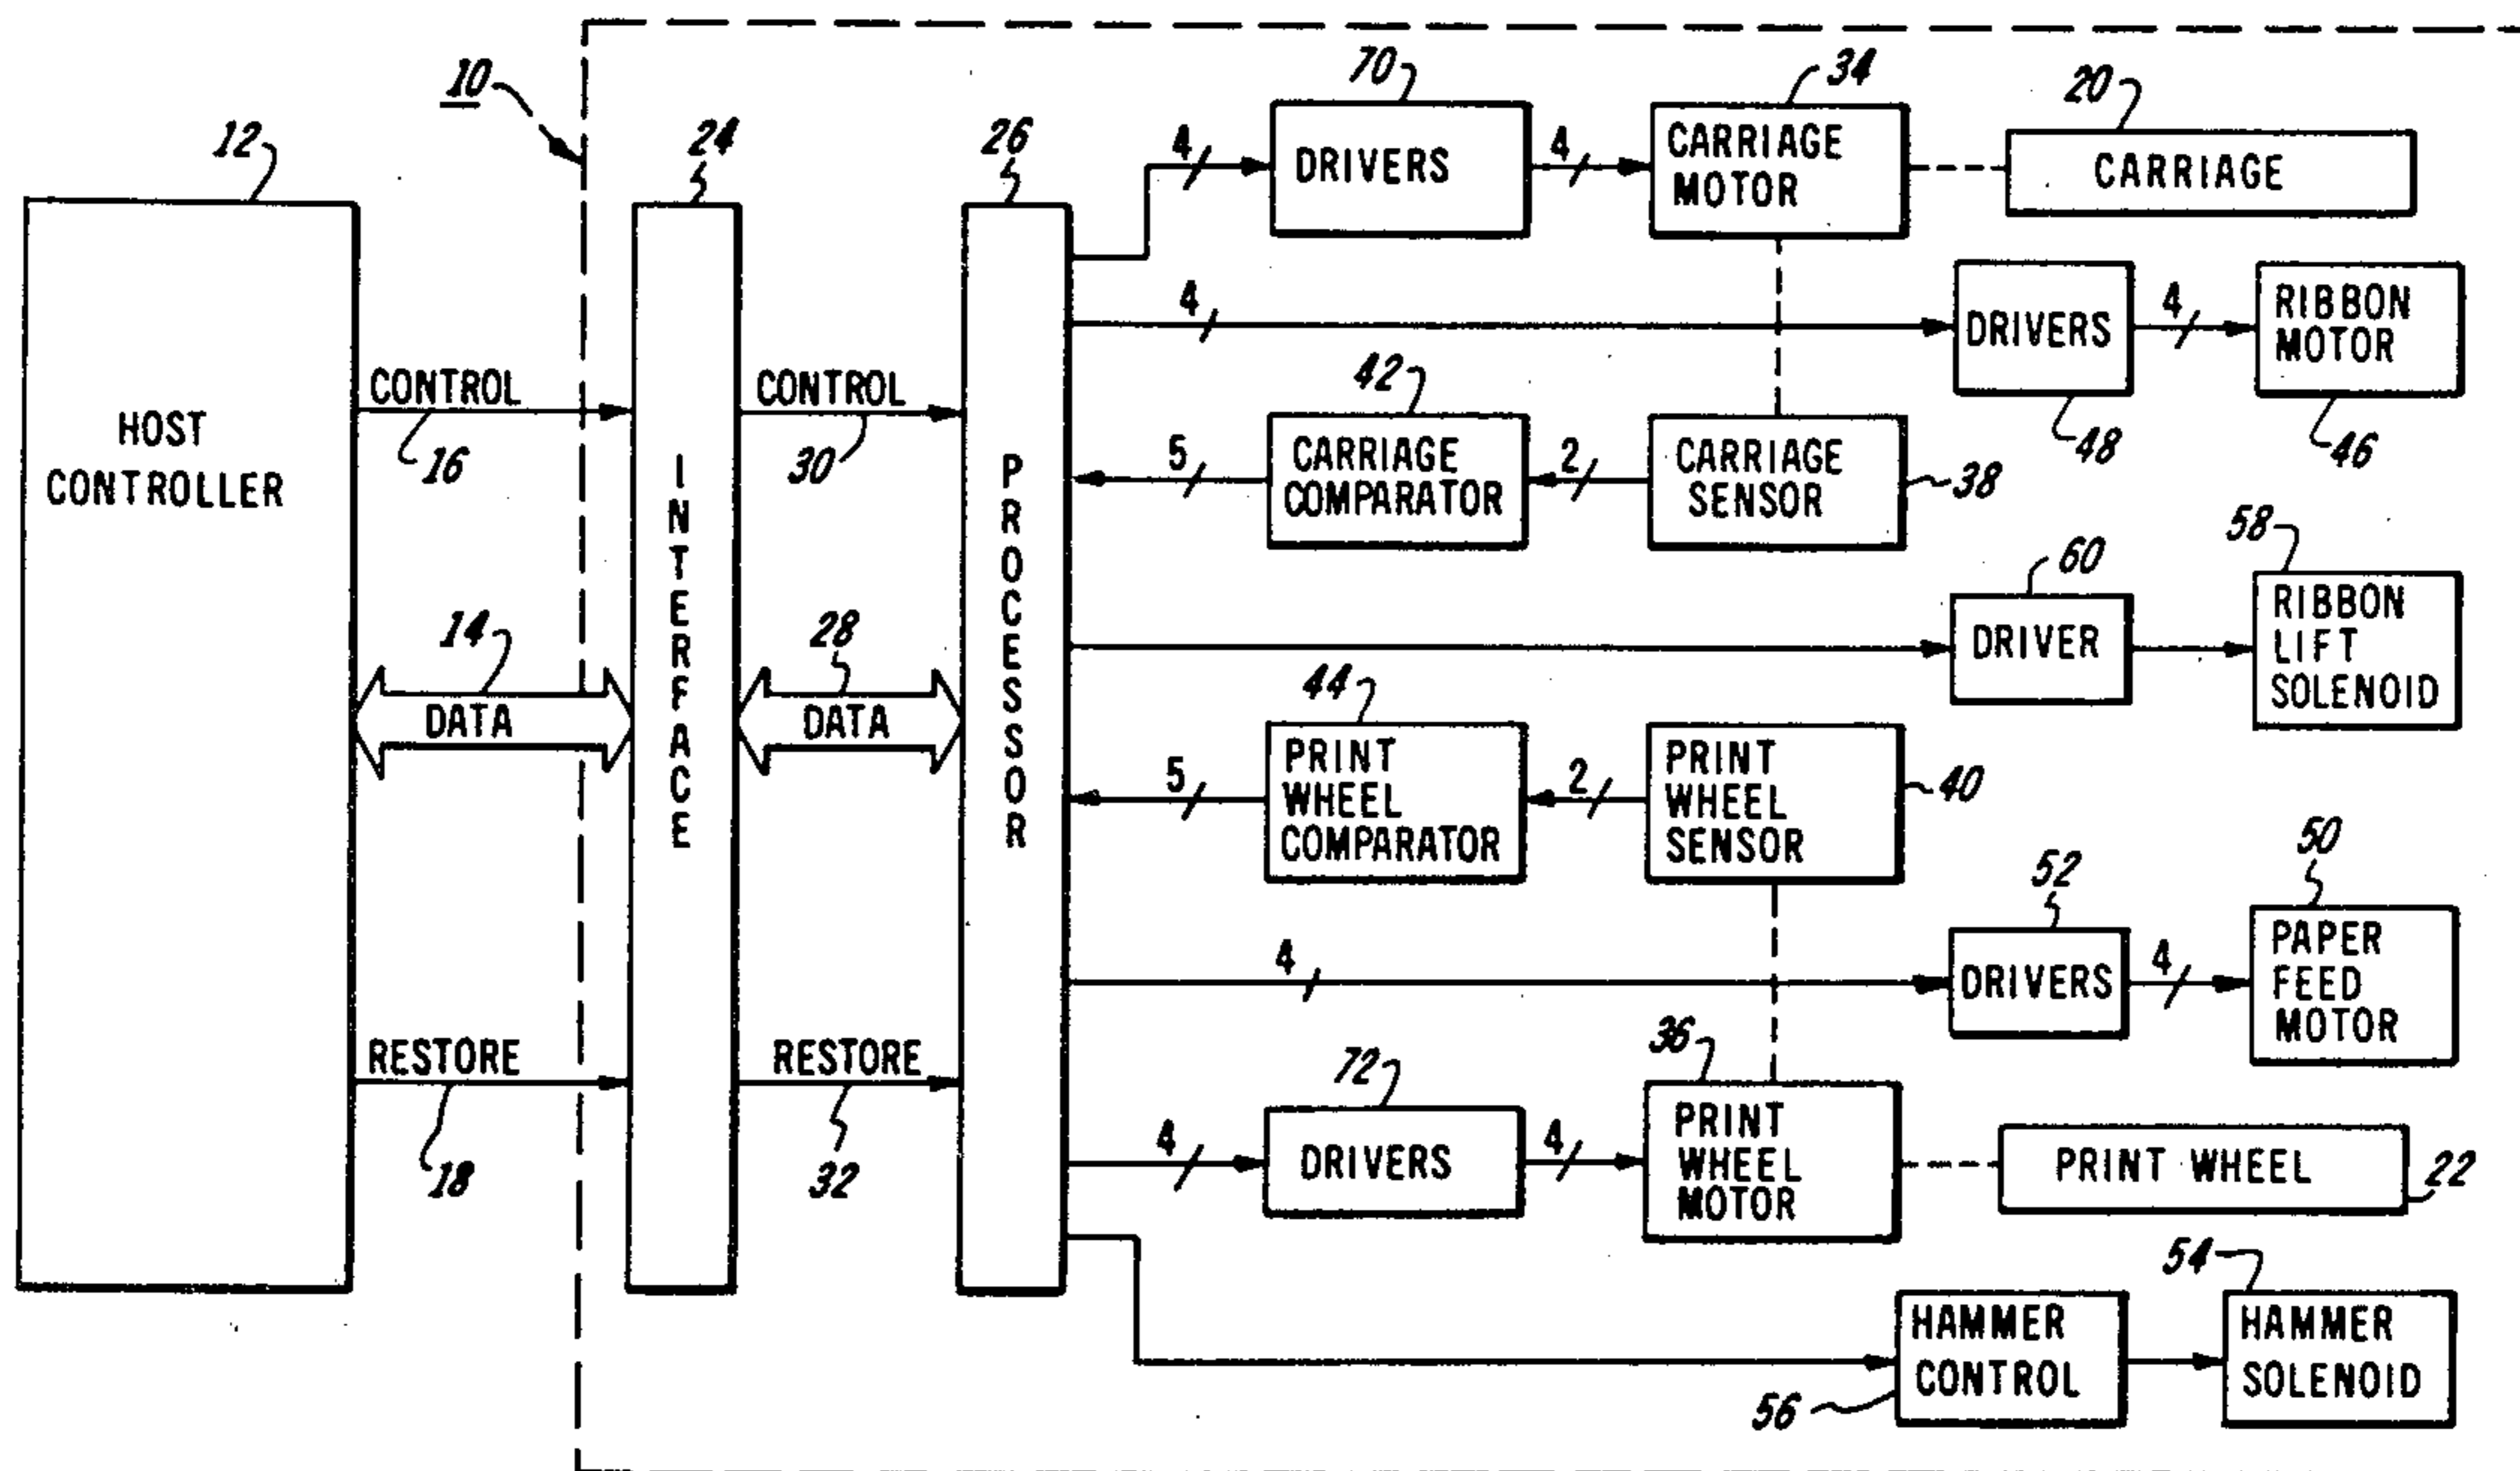 10
12
24
26
70
34
20
4
DRIVERS
4
CARRIAGE
MOTOR
CARRIAGE
4
DRIVERS
4
RIBBON
MOTOR
48
46
HOST
CONTROLLER
CONTROL
16
INTERFACE
CONTROL
30
PROCESSOR
42
5
CARRIAGE
COMPARATOR
2
CARRIAGE
SENSOR
38
60
DRIVER
58
RIBBON
LIFT
SOLENOID
14
DATA
28
DATA
44
5
PRINT
WHEEL
COMPARATOR
2
PRINT
WHEEL
SENSOR
40
4
52
DRIVERS
4
50
PAPER
FEED
MOTOR
RESTORE
18
RESTORE
32
72
4
DRIVERS
4
36
PRINT
WHEEL
MOTOR
PRINT WHEEL
22
56
HAMMER
CONTROL
54
HAMMER
SOLENOID